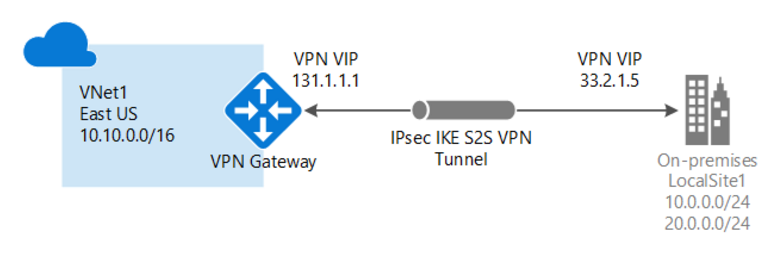 VNet1
East US
10.10.0.0/16
VPN Gateway
VPN VIP
131.1.1.1
IPsec IKE S2S VPN
Tunnel
VPN VIP
33.2.1.5
On-premises
LocalSite1
10.0.0.0/24
20.0.0.0/24